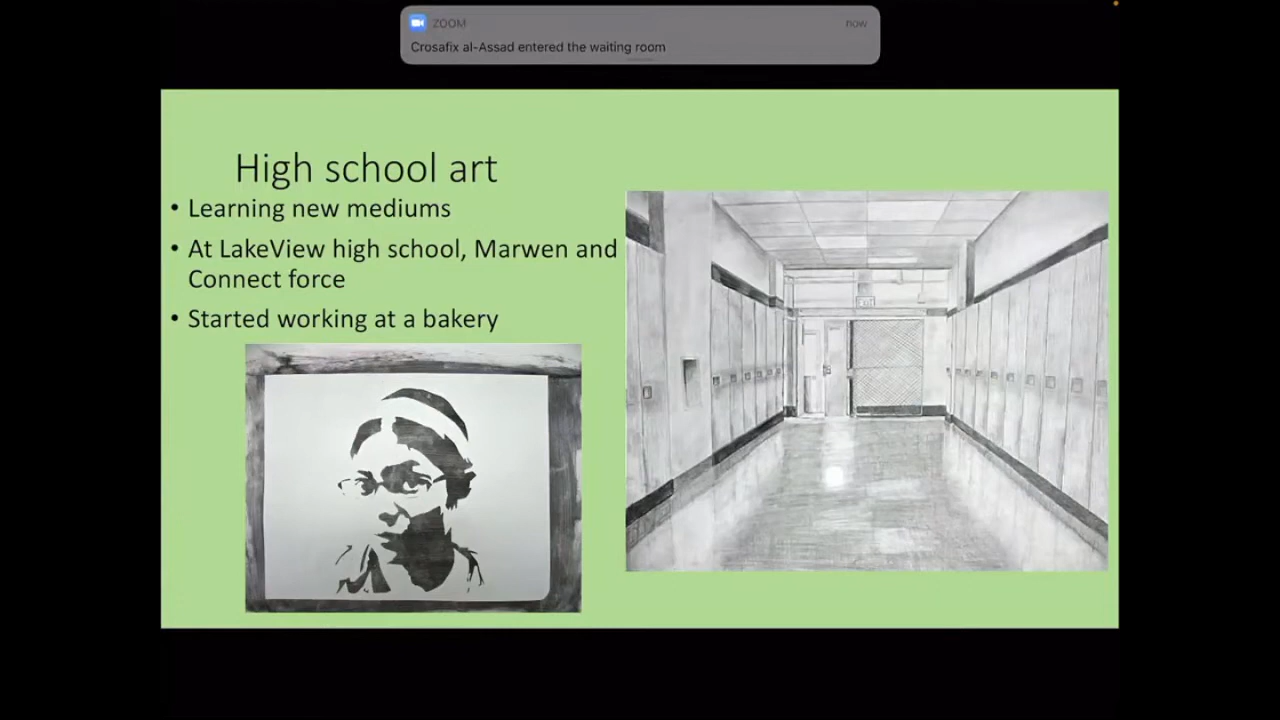 ZOOM
now
Crosafix al-Assad entered the waiting room
High school art
• Learning new mediums
• At LakeView high school, Marwen and
Connect force
• Started working at a bakery
EXIT